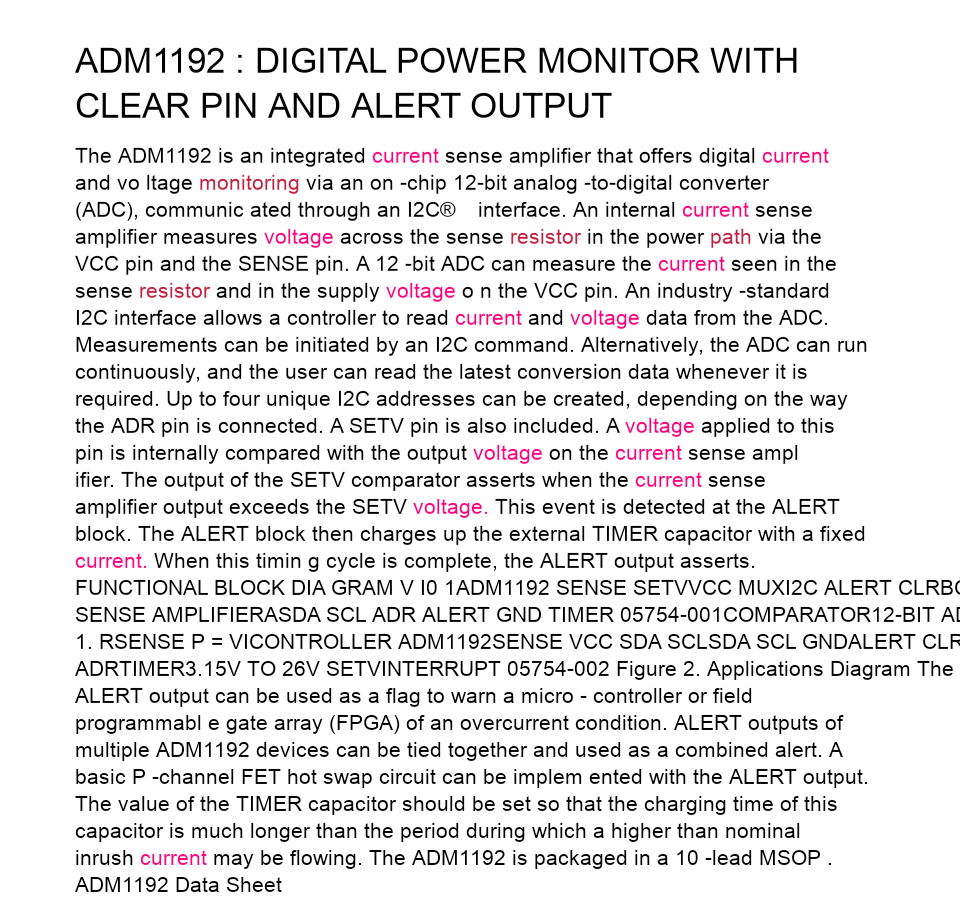 ADM1192 : DIGITAL POWER MONITOR WITH
CLEAR PIN AND ALERT OUTPUT
The ADM1192 is an integrated current sense amplifier that offers digital current
and vo ltage monitoring via an on -chip 12-bit analog -to-digital converter
(ADC), communic ated through an I2C® interface. An internal current sense
amplifier measures voltage across the sense resistor in the power path via the
VCC pin and the SENSE pin. A 12 -bit ADC can measure the current seen in the
sense resistor and in the supply voltage o n the VCC pin. An industry -standard
I2C interface allows a controller to read current and voltage data from the ADC.
Measurements can be initiated by an I2C command. Alternatively, the ADC can run
continuously, and the user can read the latest conversion data whenever it is
required. Up to four unique I2C addresses can be created, depending on the way
the ADR pin is connected. A SETV pin is also included. A voltage applied to this
pin is internally compared with the output voltage on the current sense ampl
ifier. The output of the SETV comparator asserts when the current sense
amplifier output exceeds the SETV voltage. This event is detected at the ALERT
block. The ALERT block then charges up the external TIMER capacitor with a fixed
current. When this timin g cycle is complete, the ALERT output asserts.
FUNCTIONAL BLOCK DIA GRAM V I0 1ADM1192 SENSE SETVVCC MUXI2C ALERT
SENSE AMPLIFIERASDA SCL ADR ALERT GND TIMER 05754-001COMPARATOR12-BIT
1. RSENSE P = VICONTROLLER ADM1192SENSE VCC SDA SCLSDA SCL GNDALERT
ADRTIMER3.15V TO 26V SETVINTERRUPT 05754-002 Figure 2. Applications Diagram The
ALERT output can be used as a flag to warn a micro - controller or field
programmabl e gate array (FPGA) of an overcurrent condition. ALERT outputs of
multiple ADM1192 devices can be tied together and used as a combined alert. A
basic P -channel FET hot swap circuit can be implem ented with the ALERT output.
The value of the TIMER capacitor should be set so that the charging time of this
capacitor is much longer than the period during which a higher than nominal
inrush current may be flowing. The ADM1192 is packaged in a 10 -lead MSOP .
ADM1192 Data Sheet